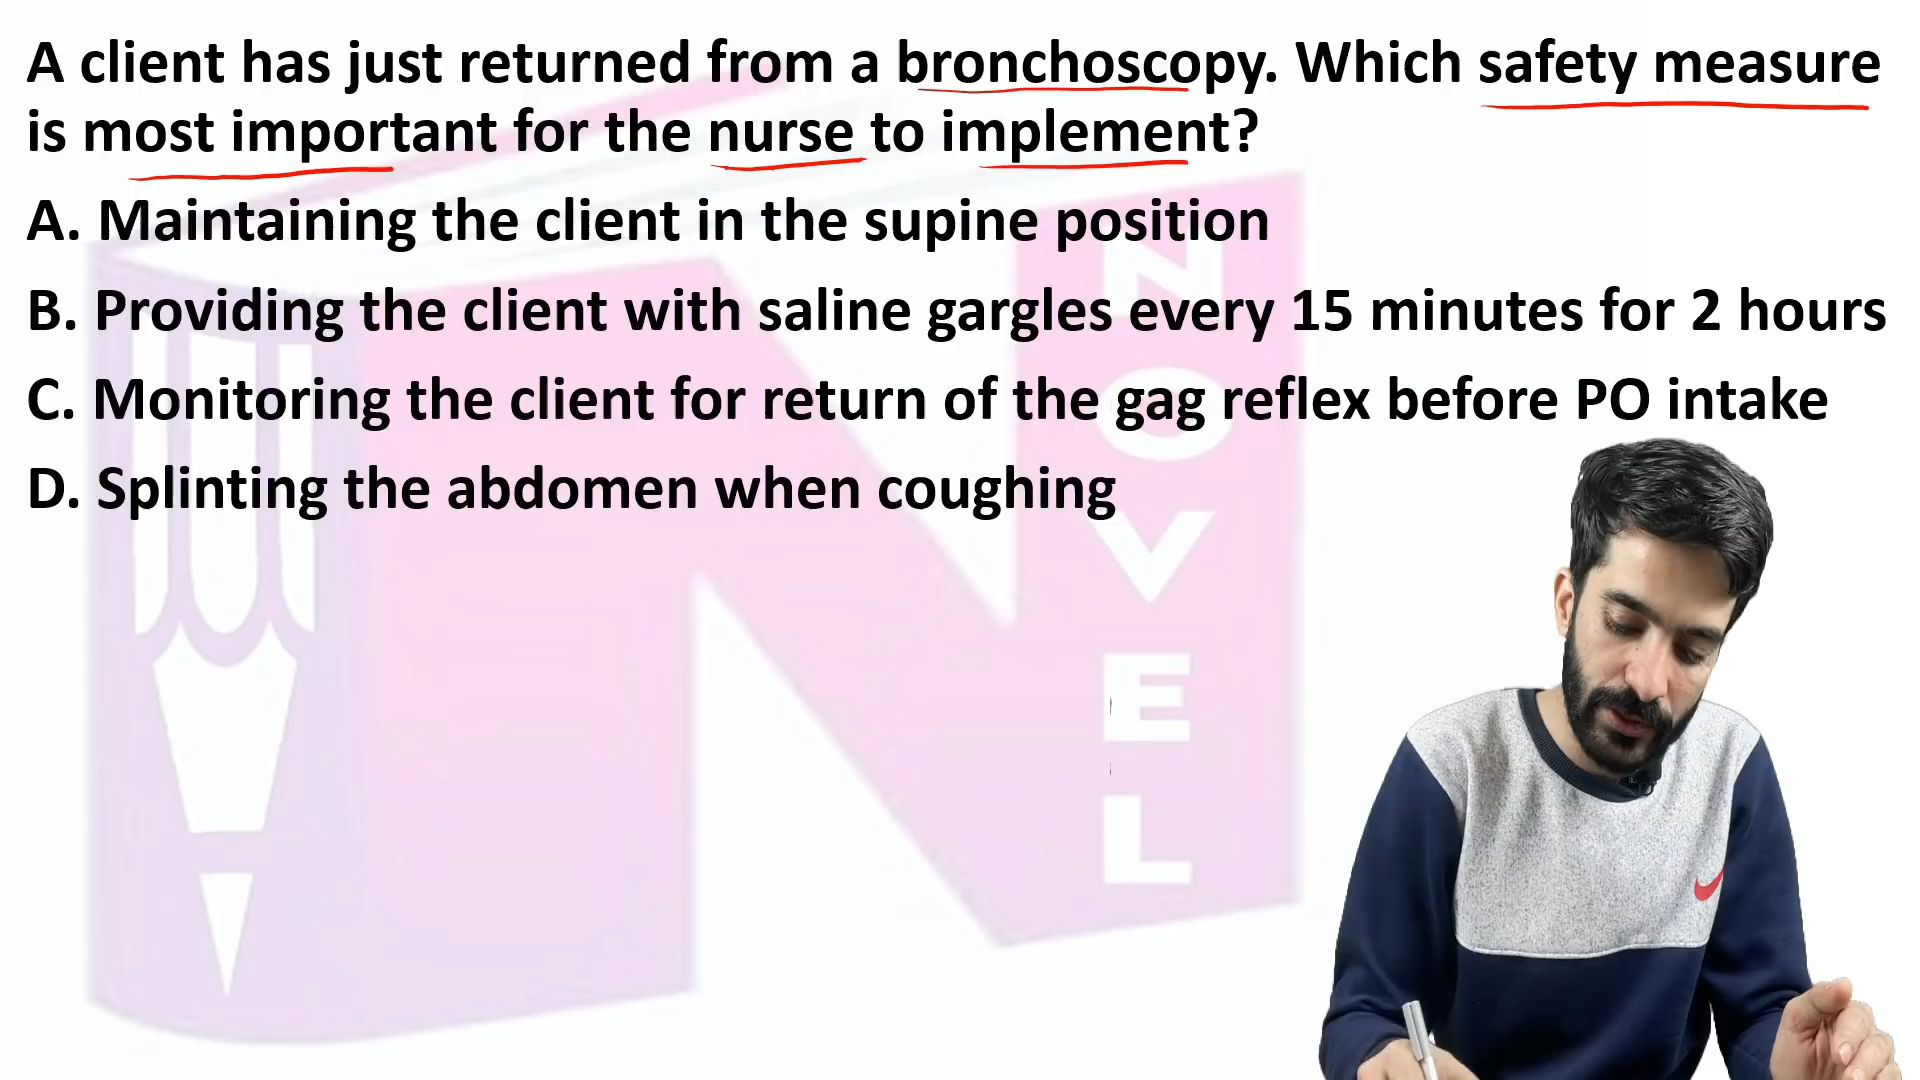 A client has just returned from a bronchoscopy. Which safety measure
is most important for the nurse to implement?
A. Maintaining the client in the supine position
B. Providing the client with saline gargles every 15 minutes for 2 hours
C. Monitoring the client for return of the gag reflex before PO intake
D. Splinting the abdomen when coughing
NOVEL